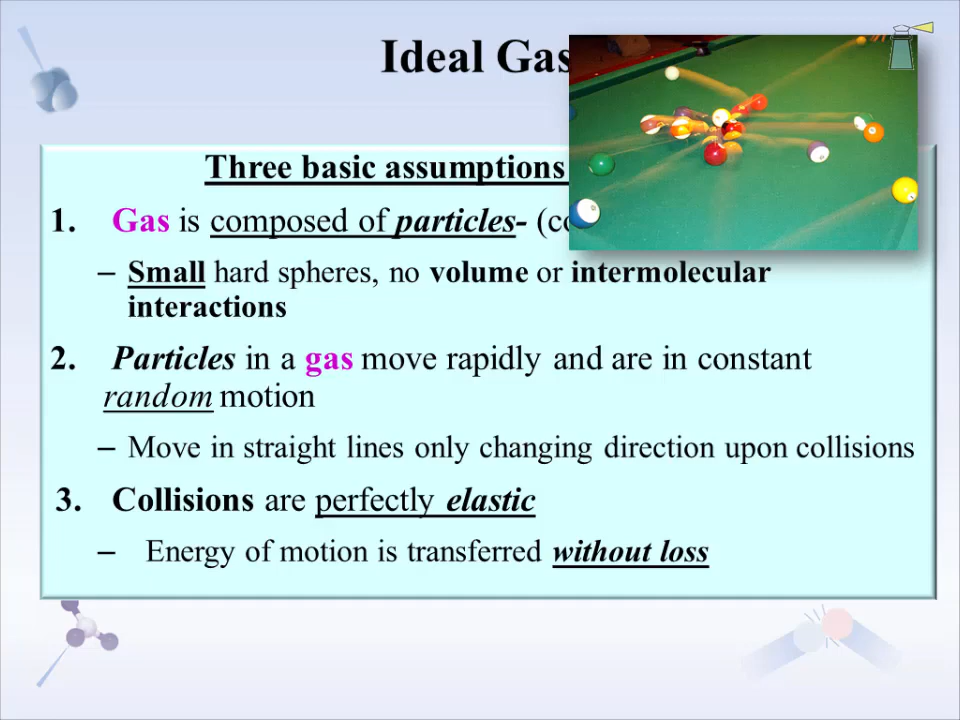 Ideal Gas
Three basic assumptions
1. Gas is composed of particles- (co
– Small hard spheres, no volume or intermolecular
interactions
2. Particles in a gas move rapidly and are in constant
random motion
– Move in straight lines only changing direction upon collisions
3. Collisions are perfectly elastic
– Energy of motion is transferred without loss